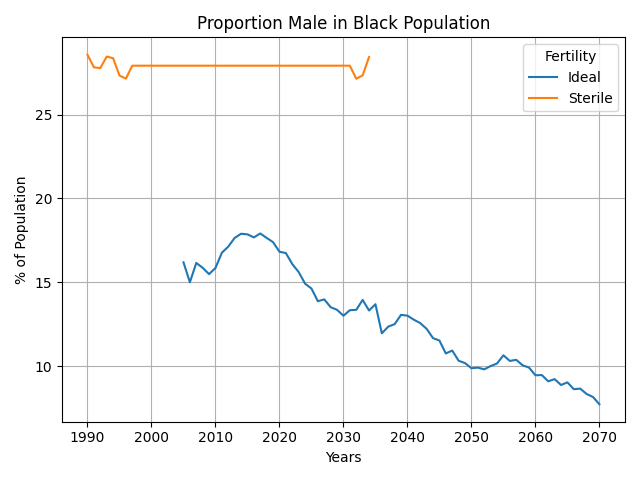 Proportion Male in Black Population
Fertility
Ideal
Sterile
% of Population
25
20
15
10
1990 2000 2010 2020 2030 2040 2050 2060 2070
Years